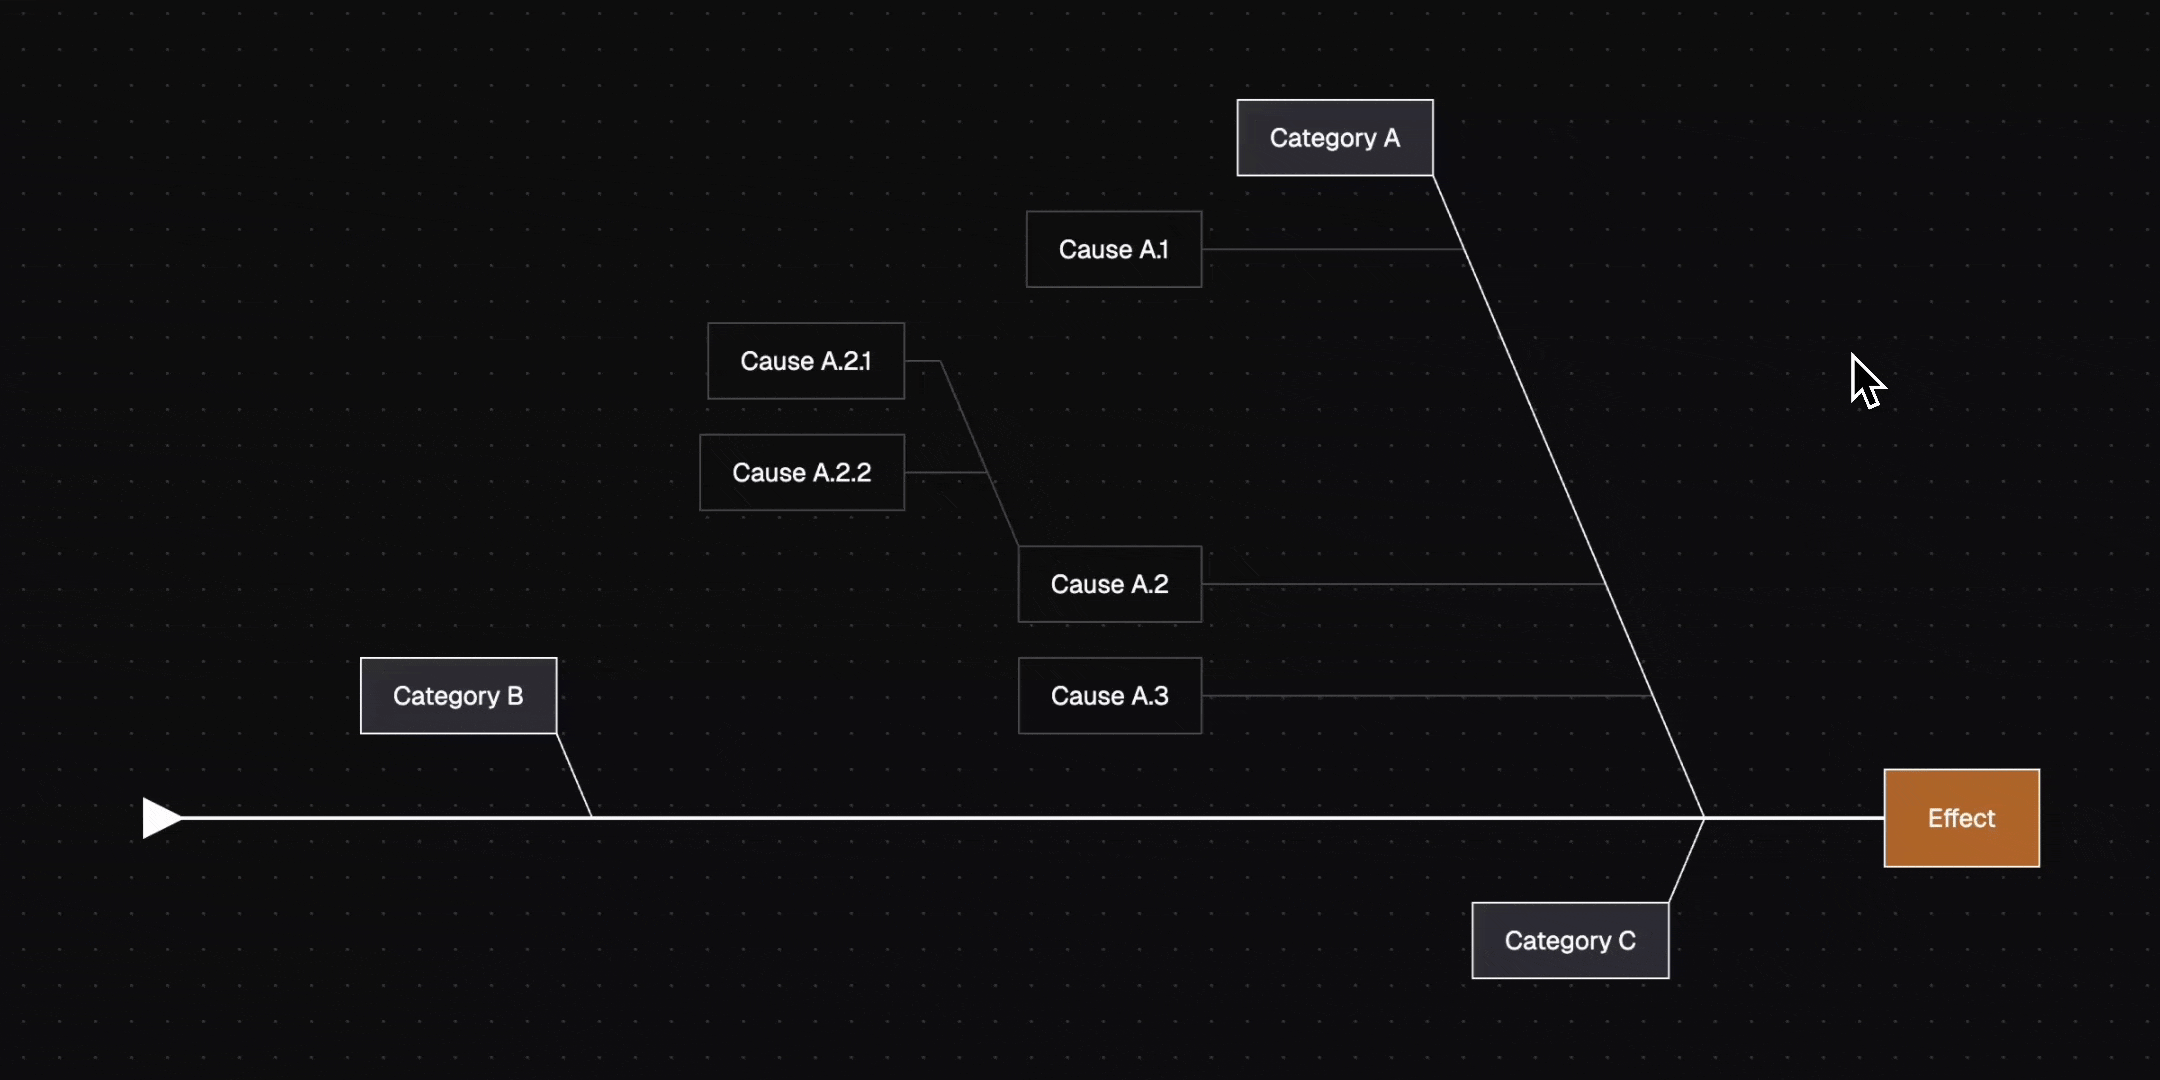 Category A
Cause A.1
Cause A.2.1
Cause A.2.2
Cause A.2
Category B
Cause A.3
Effect
Category C